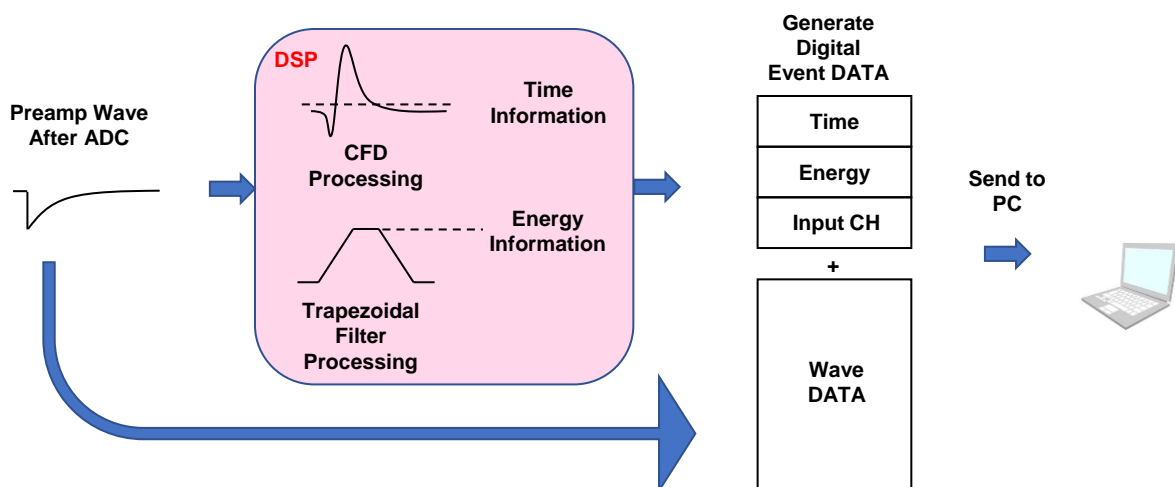 Preamp Wave
After ADC
DSP
CFD
Processing
Time
Information
Trapezoidal
Filter
Processing
Energy
Information
Generate
Digital
Event DATA
Time
Energy
Input CH
+
Wave
DATA
Send to
PC